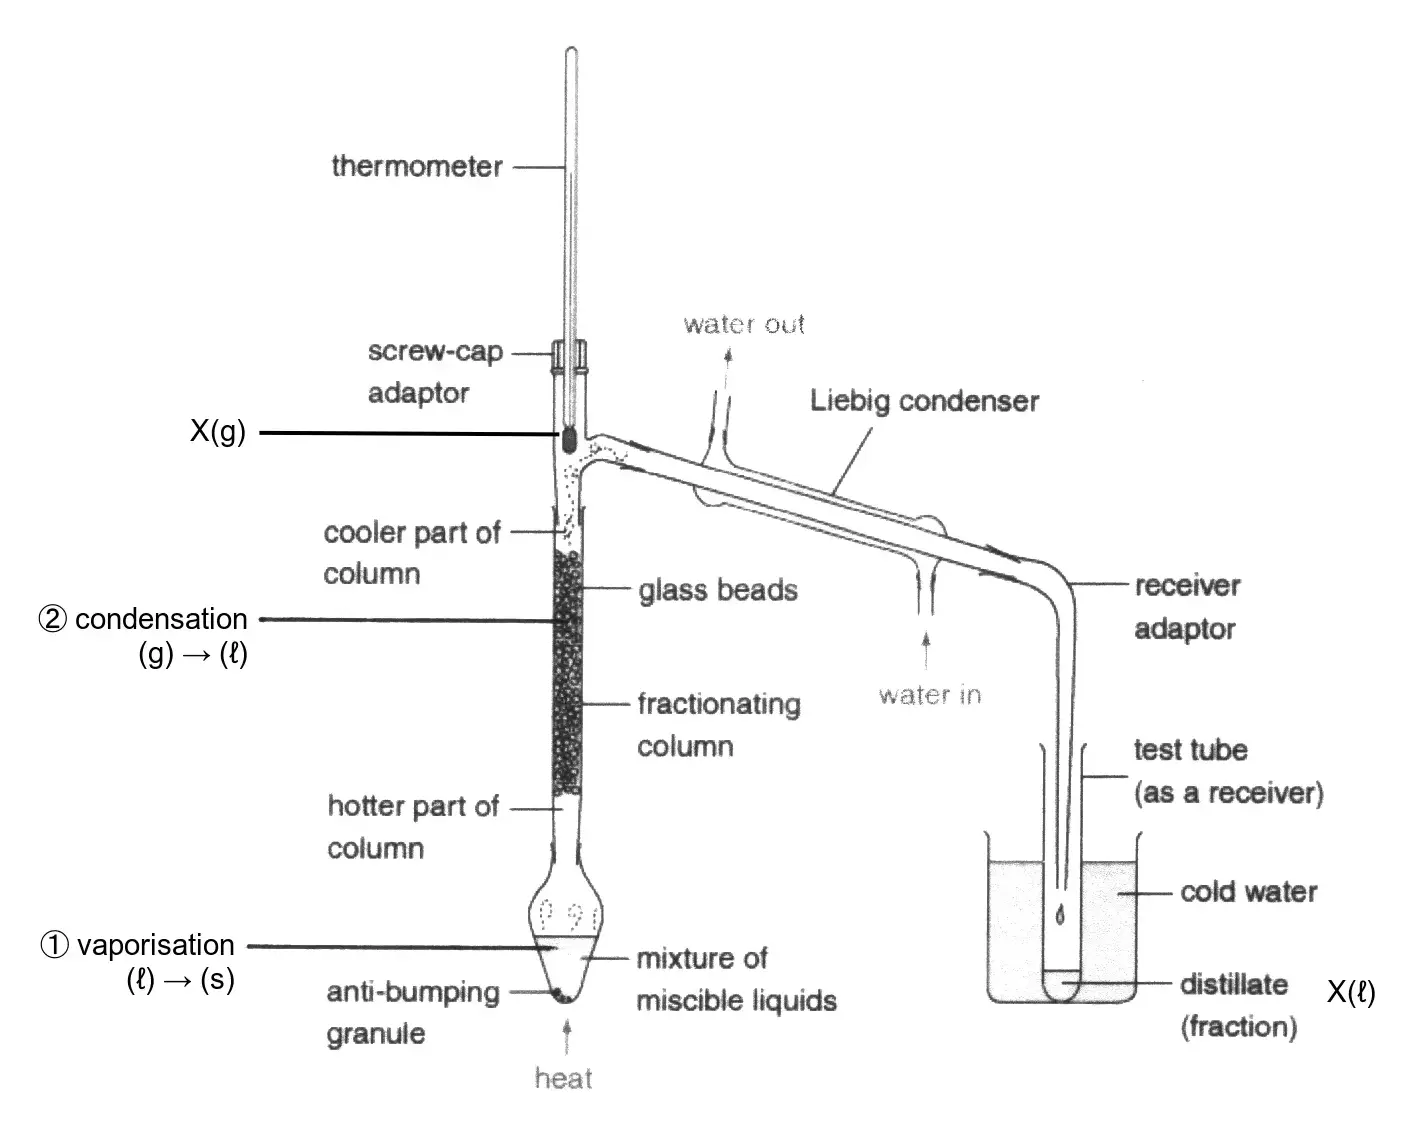 thermometer
water out
screw-cap
adaptor
Liebig condenser
X(g)
cooler part of
column
glass beads
receiver
adaptor
② condensation
(g) → (ℓ)
water in
fractionating
column
test tube
(as a receiver)
hotter part of
column
cold water
① vaporisation
(ℓ) → (s)
mixture of
miscible liquids
anti-bumping
granule
distillate
(fraction)
X(ℓ)
heat